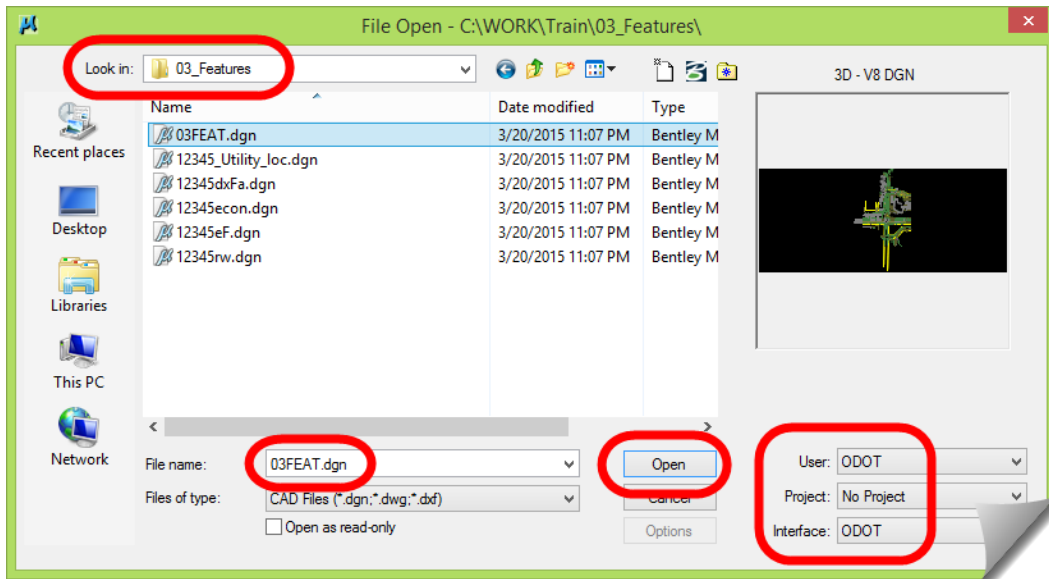 File Open - C:\WORK\Train\03_Features\
Look in: 03_Features
3D - V8 DGN
Name Date modified Type
03FEAT.dgn 3/20/2015 11:07 PM Bentley M
12345_Utility_loc.dgn 3/20/2015 11:07 PM Bentley M
12345dxFa.dgn 3/20/2015 11:07 PM Bentley M
12345econ.dgn 3/20/2015 11:07 PM Bentley M
12345eF.dgn 3/20/2015 11:07 PM Bentley M
12345rw.dgn 3/20/2015 11:07 PM Bentley M
Recent places
Desktop
Libraries
This PC
Network
File name: 03FEAT.dgn Open
Files of type: CAD Files (*.dgn;*.dwg;*.dxf) Cancel
Open as read-only Options
User: ODOT
Project: No Project
Interface: ODOT